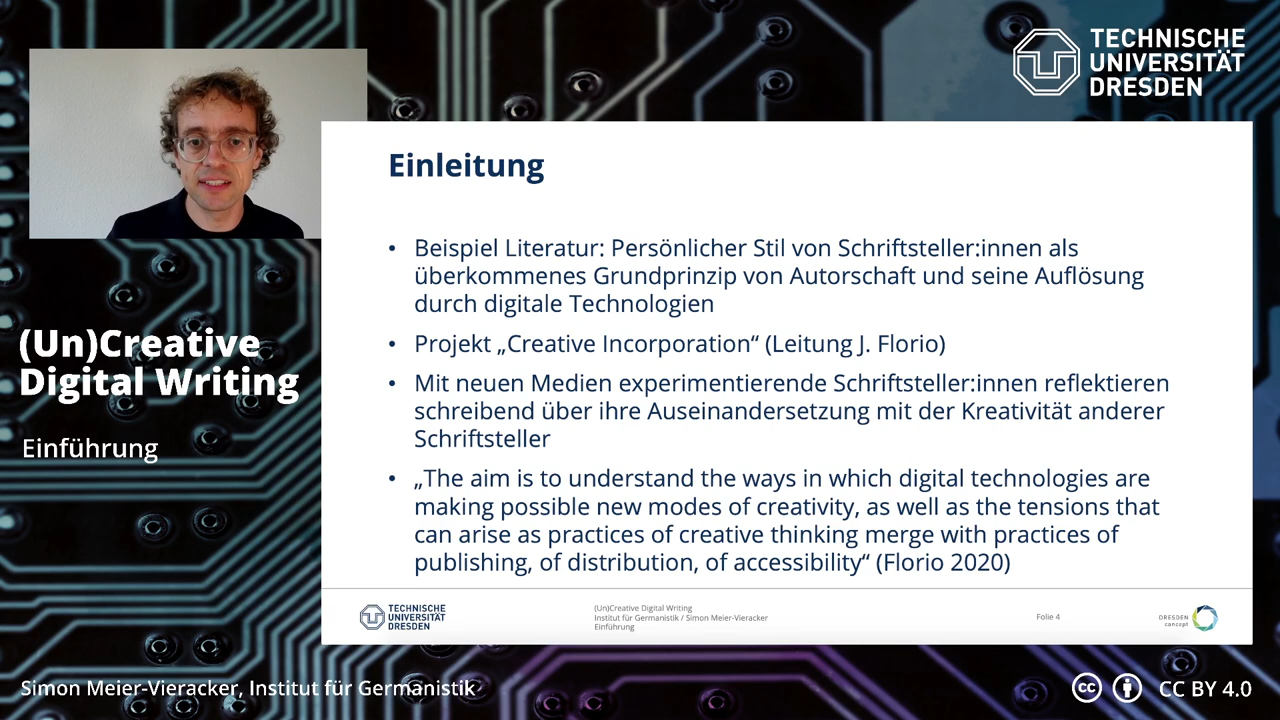 TECHNISCHE
UNIVERSITÄT
DRESDEN
Einleitung
• Beispiel Literatur: Persönlicher Stil von Schriftsteller:innen als
überkommenes Grundprinzip von Autorschaft und seine Auflösung
durch digitale Technologien
• Projekt „Creative Incorporation“ (Leitung J. Florio)
• Mit neuen Medien experimentierende Schriftsteller:innen reflektieren
schreibend über ihre Auseinandersetzung mit der Kreativität anderer
Schriftsteller
• „The aim is to understand the ways in which digital technologies are
making possible new modes of creativity, as well as the tensions that
can arise as practices of creative thinking merge with practices of
publishing, of distribution, of accessibility“ (Florio 2020)
(Un)Creative
Digital Writing
Einführung
TECHNISCHE
UNIVERSITÄT
DRESDEN
(Un)Creative Digital Writing
Institut für Germanistik / Simon Meier-Vieracker
Einführung
Folie 4
DRESDEN
concept
Simon Meier-Vieracker, Institut für Germanistik
cc CC BY 4.0